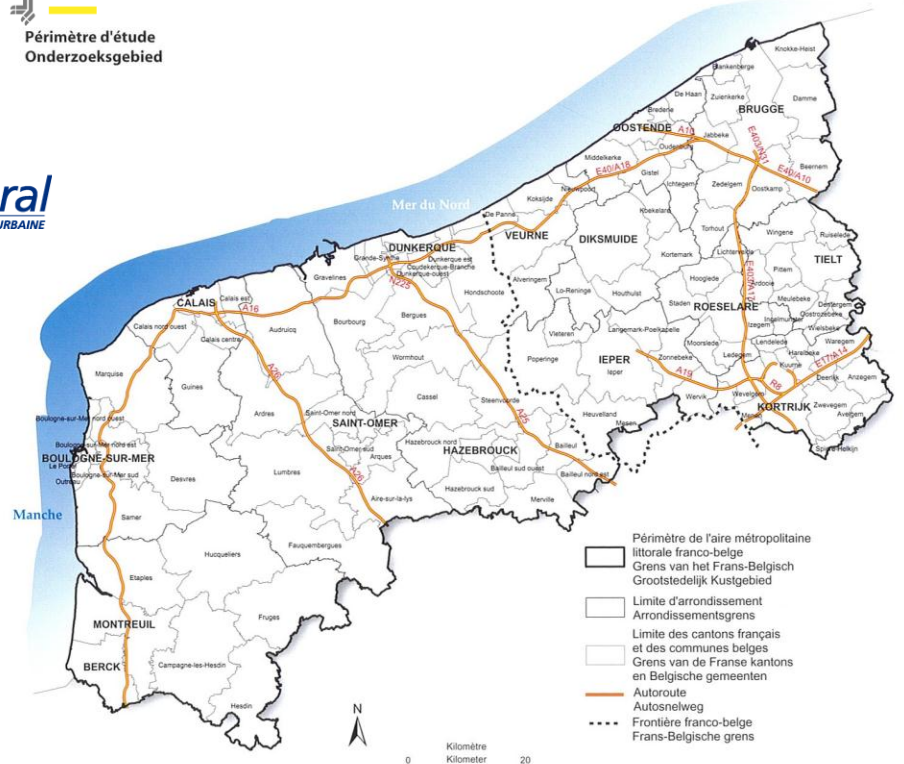 Périmètre d'étude
Onderzoeksgebied
ral
URBAINE
Mer du Nord
Manche
Knokke-Heist
Blankenberge
Zuienkerke
Damme
De Haan
BRUGGE
Bredene
OOSTENDE
A10
Jabbeke
E403/N31
Oudenburg
Middelkerke
E40/A18
Gistel
Zedelgem
E40/A10
Beernem
Nieuwpoort
Ichtegem
Oostkamp
Koksijde
Koekelare
De Panne
VEURNE
DIKSMUIDE
Torhout
Wingene
Ruiselede
Kortemark
Lichtervelde
TIELT
Pittem
Alveringem
Hooglede
E403/A17
Ardooie
Lo-Reninge
Houthulst
Staden
ROESELARE
Meulebeke
Dentergem
Oostrozebeke
Ingelmunster
Izegem
Wielsbeke
Vleteren
Langemark-Poelkapelle
Moorslede
Lendelede
Waregem
Harelbeke
Poperinge
IEPER
Ieper
Zonnebeke
Ledegem
Kuurne
E17/A14
A19
R8
Deerlijk
Anzegem
Wervik
Wevelgem
Zwevegem
Heuvelland
KORTRIJK
Avelgem
Mesen
Menen
Spiere-Helkijn
DUNKERQUE
Grande-Synthe
Dunkerque est
Coudekerque-Branche
Dunkerque-ouest
N225
Gravelines
Hondschoote
CALAIS
Calais est
A16
Bourbourg
Bergues
Calais nord ouest
Audruicq
Calais centre
Wormhout
Marquise
Guines
A26
Cassel
Steenvoorde
Ardres
Saint-Omer nord
A25
Boulogne-sur-Mer nord ouest
SAINT-OMER
Boulogne-sur-Mer nord est
Hazebrouck nord
Bailleul
BOULOGNE-SUR-MER
Saint-Omer sud
Arques
HAZEBROUCK
Le Portel
Boulogne-sur-Mer sud
Lumbres
Bailleul sud ouest
Bailleul nord est
Outreau
Desvres
A26
Hazebrouck sud
Aire-sur-la-lys
Merville
Samer
Fauquembergues
Hucqueliers
Etaples
Fruges
MONTREUIL
BERCK
Campagne-les-Hesdin
Hesdin
Périmètre de l'aire métropolitaine
littorale franco-belge
Grens van het Frans-Belgisch
Grootstedelijk Kustgebied
Limite d'arrondissement
Arrondissementsgrens
Limite des cantons français
et des communes belges
Grens van de Franse kantons
en Belgische gemeenten
Autoroute
Autosnelweg
Frontière franco-belge
Frans-Belgische grens
N
Kilomètre
0 Kilometer 20